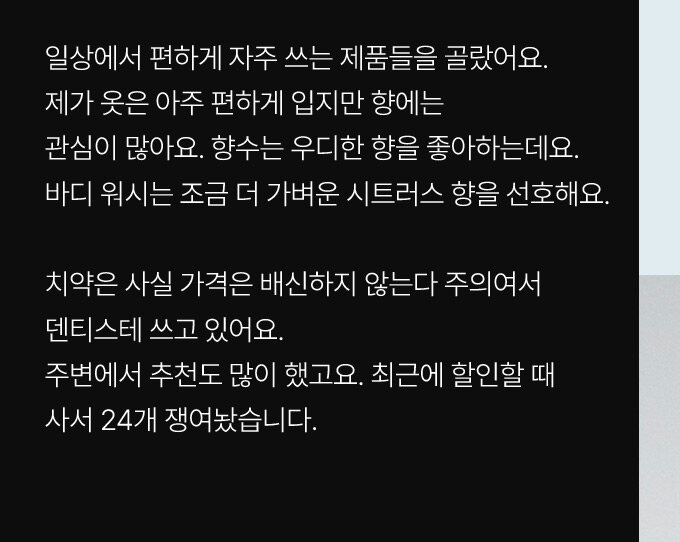 일상에서 편하게 자주 쓰는 제품들을 골랐어요.
제가 옷은 아주 편하게 입지만 향에는
관심이 많아요. 향수는 우디한 향을 좋아하는데요.
바디 워시는 조금 더 가벼운 시트러스 향을 선호해요.
치약은 사실 가격은 배신하지 않는다 주의여서
덴티스테 쓰고 있어요.
주변에서 추천도 많이 했고요. 최근에 할인할 때
사서 24개 쟁여놨습니다.